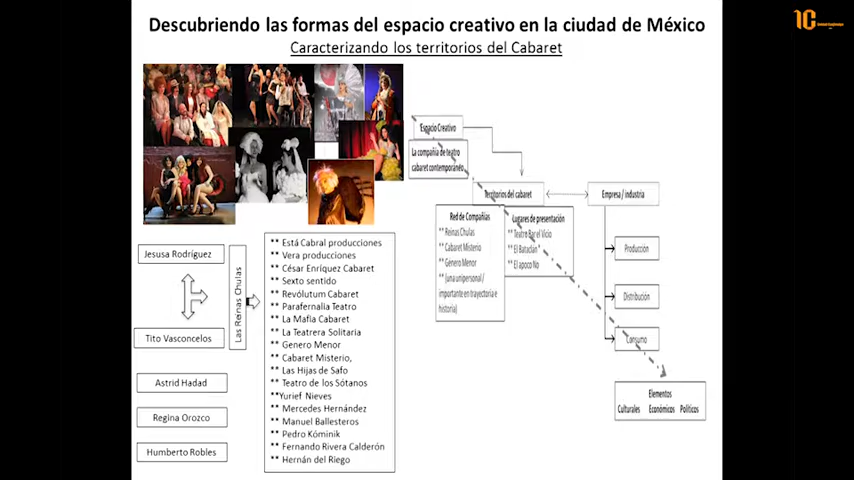 Descubriendo las formas del espacio creativo en la ciudad de México
Caracterizando los territorios del Cabaret
1C
Espacio Creativo
La compañía de teatro
cabaret contemporáneo
Territorios del cabaret
Empresa / industria
Red de Compañías
** Reinas Chulas
** Cabaret Misterio
** Género Menor
** (una unipersonal /
importante en trayectoria e
historia)
Lugares de presentación
** Teatro Bar el Vicio
** El Bataclán
** El apoco No
Producción
Distribución
Consumo
Elementos
Culturales Económicos Políticos
Jesusa Rodríguez
Tito Vasconcelos
Astrid Hadad
Regina Orozco
Humberto Robles
Las Reinas Chulas
** Está Cabral producciones
** Vera producciones
** César Enríquez Cabaret
** Sexto sentido
** Revólutum Cabaret
** Parafernalia Teatro
** La Mafia Cabaret
** La Teatrera Solitaria
** Genero Menor
** Cabaret Misterio,
** Las Hijas de Safo
** Teatro de los Sótanos
**Yurief Nieves
** Mercedes Hernández
** Manuel Ballesteros
** Pedro Kóminik
** Fernando Rivera Calderón
** Hernán del Riego